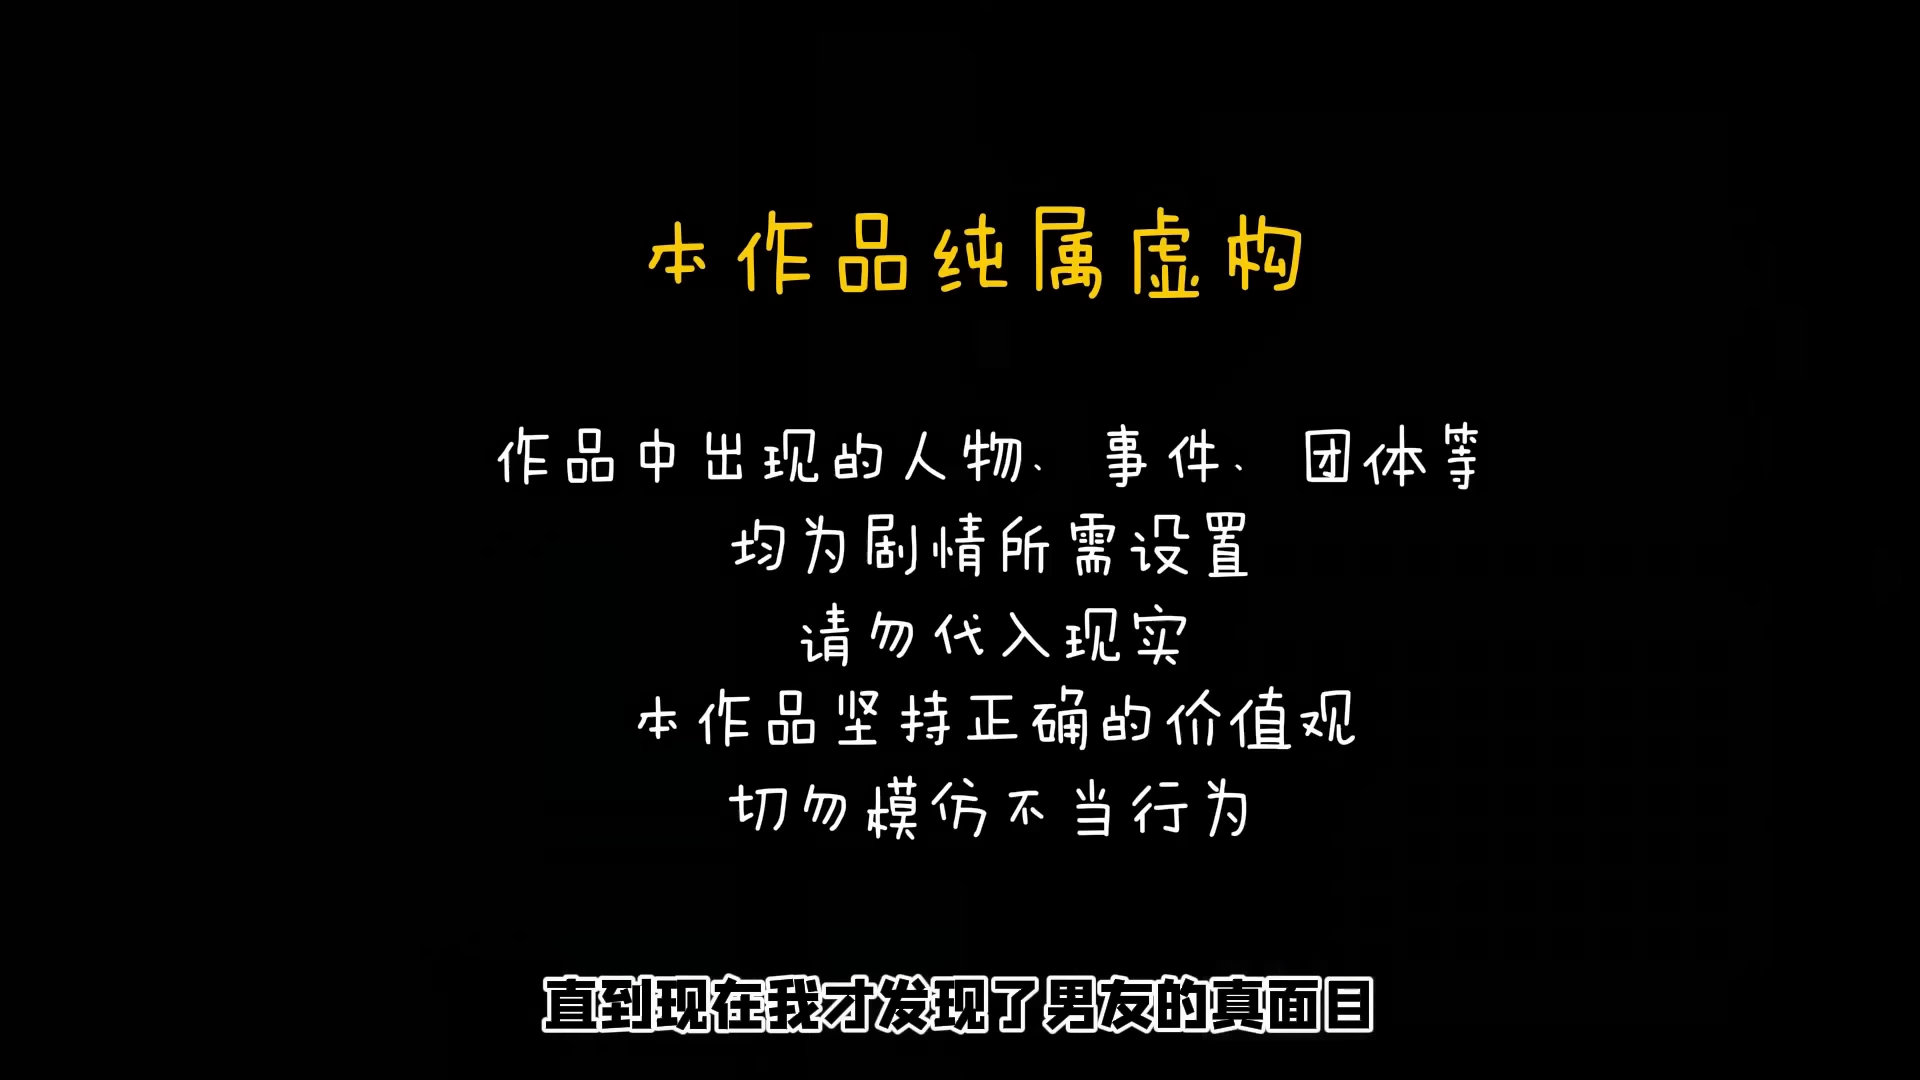 本作品纯属虚构
作品中出现的人物、事件、团体等
均为剧情所需设置
请勿代入现实
本作品坚持正确的价值观
切勿模仿不当行为
直到现在我才发现了男友的真面目